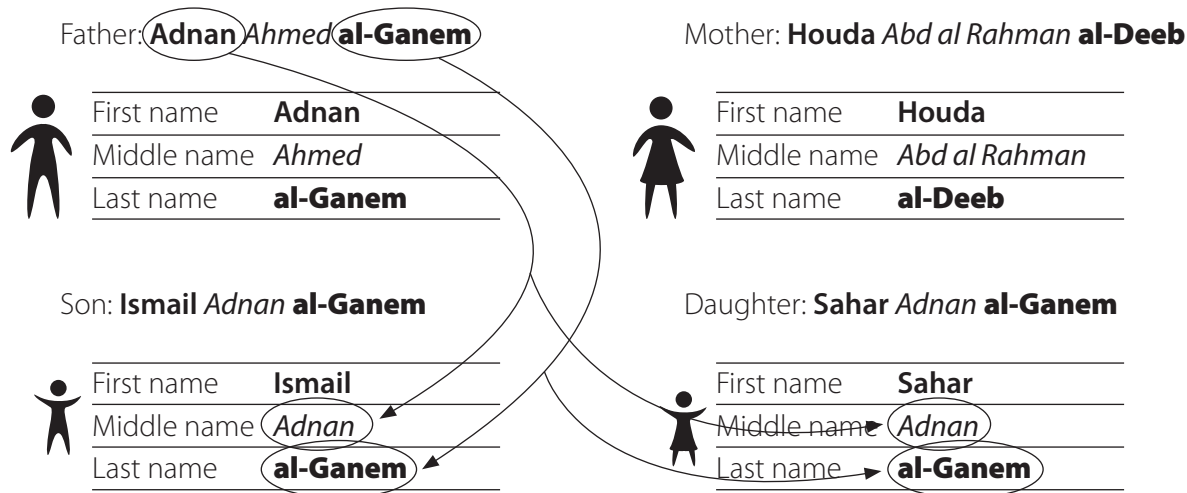 Father: Adnan Ahmed al-Ganem
First name Adnan
Middle name Ahmed
Last name al-Ganem
Mother: Houda Abd al Rahman al-Deeb
First name Houda
Middle name Abd al Rahman
Last name al-Deeb
Son: Ismail Adnan al-Ganem
First name Ismail
Middle name Adnan
Last name al-Ganem
Daughter: Sahar Adnan al-Ganem
First name Sahar
Middle name Adnan
Last name al-Ganem